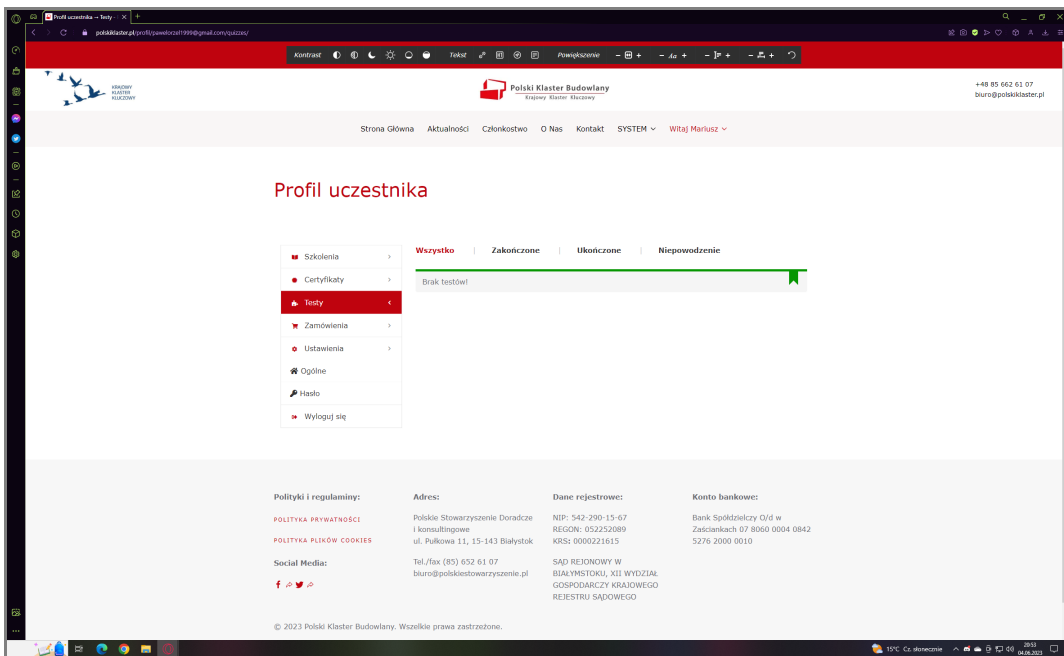 Profil uczestnika → Testy -
polskiklaster.pl/profil/pawelorzel1999@gmail.com/quizzes/
Kontrast Tekst Powiększenie
KRAJOWY
KLASTER
KLUCZOWY
Polski Klaster Budowlany
Krajowy Klaster Kluczowy
+48 85 662 61 07
biuro@polskiklaster.pl
Strona Główna Aktualności Członkostwo O Nas Kontakt SYSTEM Witaj Mariusz
Profil uczestnika
Szkolenia
Certyfikaty
Testy
Zamówienia
Ustawienia
Ogólne
Hasło
Wyloguj się
Wszystko Zakończone Ukończone Niepowodzenie
Brak testów!
Polityki i regulaminy:
POLITYKA PRYWATNOŚCI
POLITYKA PLIKÓW COOKIES
Social Media:
Adres:
Polskie Stowarzyszenie Doradcze
i konsultingowe
ul. Pułkowa 11, 15-143 Białystok
Tel./fax (85) 652 61 07
biuro@polskiestowarzyszenie.pl
Dane rejestrowe:
NIP: 542-290-15-67
REGON: 052252089
KRS: 0000221615
SĄD REJONOWY W
BIAŁYMSTOKU, XII WYDZIAŁ
GOSPODARCZY KRAJOWEGO
REJESTRU SĄDOWEGO
Konto bankowe:
Bank Spółdzielczy O/d w
Zaściankach 07 8060 0004 0842
5276 2000 0010
© 2023 Polski Klaster Budowlany. Wszelkie prawa zastrzeżone.
15°C Cz. słonecznie
20:53
04.06.2023